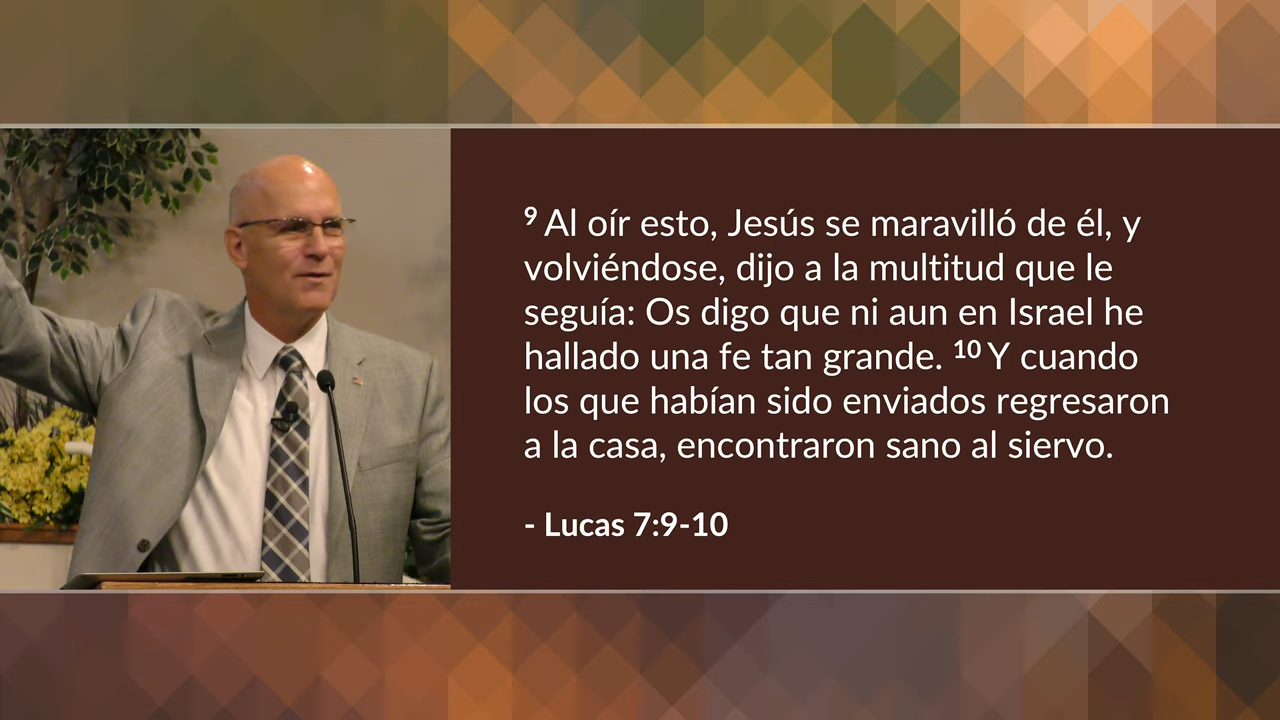 ⁹ Al oír esto, Jesús se maravilló de él, y
volviéndose, dijo a la multitud que le
seguía: Os digo que ni aun en Israel he
hallado una fe tan grande. ¹⁰ Y cuando
los que habían sido enviados regresaron
a la casa, encontraron sano al siervo.
- Lucas 7:9-10